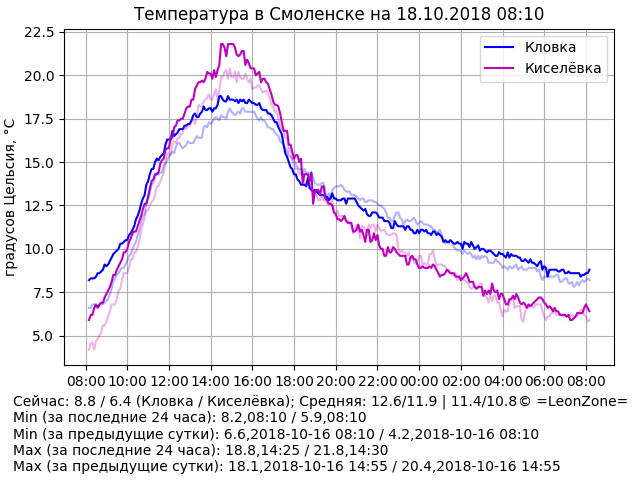 Температура в Смоленске на 18.10.2018 08:10
градусов Цельсия, °C
22.5
20.0
17.5
15.0
12.5
10.0
7.5
5.0
Кловка
Киселёвка
08:00 10:00 12:00 14:00 16:00 18:00 20:00 22:00 00:00 02:00 04:00 06:00 08:00
Сейчас: 8.8 / 6.4 (Кловка / Киселёвка); Средняя: 12.6/11.9 | 11.4/10.8© =LeonZone=
Min (за последние 24 часа): 8.2,08:10 / 5.9,08:10
Min (за предыдущие сутки): 6.6,2018-10-16 08:10 / 4.2,2018-10-16 08:10
Max (за последние 24 часа): 18.8,14:25 / 21.8,14:30
Max (за предыдущие сутки): 18.1,2018-10-16 14:55 / 20.4,2018-10-16 14:55